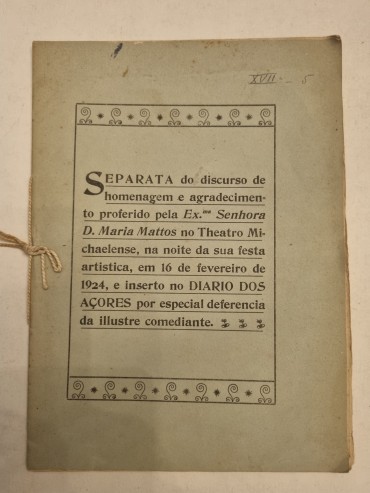 XVII - 5
SEPARATA do discurso de
homenagem e agradecimen-
to proferido pela Ex.ma Senhora
D. Maria Mattos no Theatro Mi-
chaelense, na noite da sua festa
artistica, em 16 de fevereiro de
1924, e inserto no DIARIO DOS
AÇORES por especial deferencia
da illustre comediante.